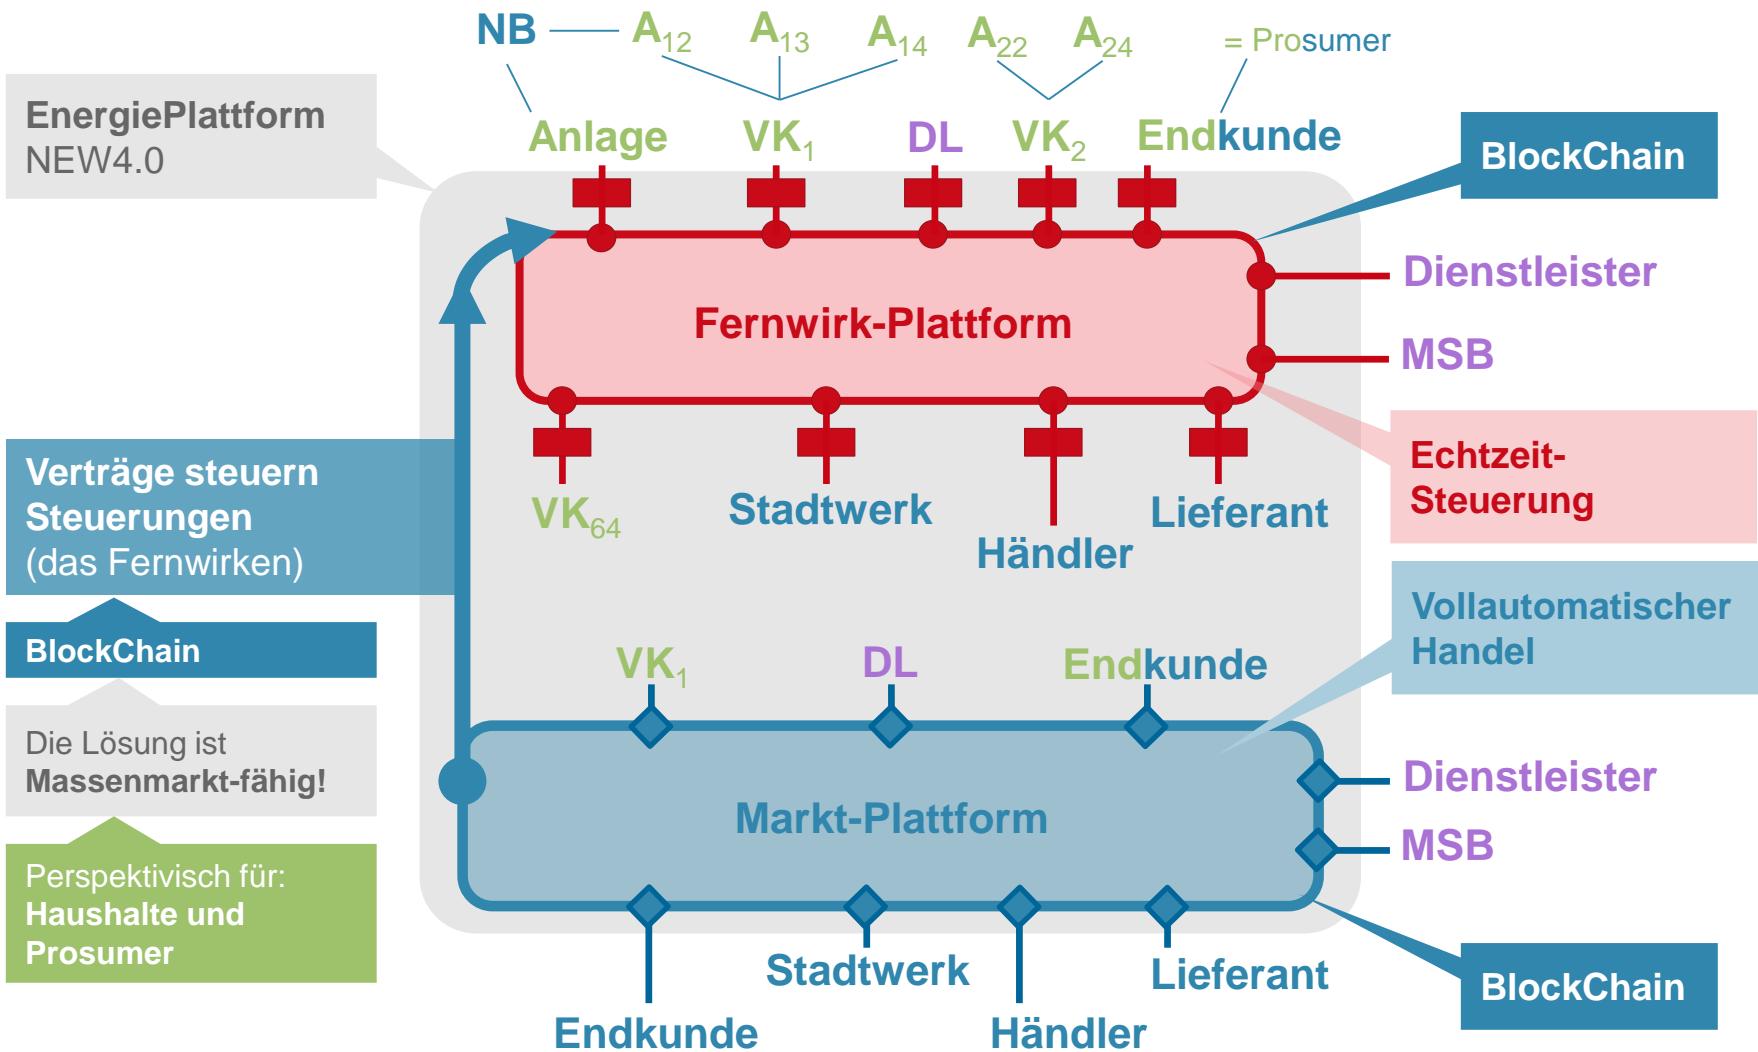 NB A12 A13 A14 A22 A24 = Prosumer
EnergiePlattform
NEW4.0
Anlage VK1 DL VK2 Endkunde
BlockChain
Dienstleister
Fernwirk-Plattform
MSB
Echtzeit-
Steuerung
Verträge steuern
Steuerungen
(das Fernwirken)
VK64 Stadtwerk Händler Lieferant
Vollautomatischer
Handel
BlockChain
VK1 DL Endkunde
Die Lösung ist
Massenmarkt-fähig!
Dienstleister
Markt-Plattform
MSB
Perspektivisch für:
Haushalte und
Prosumer
Stadtwerk Lieferant
BlockChain
Endkunde Händler